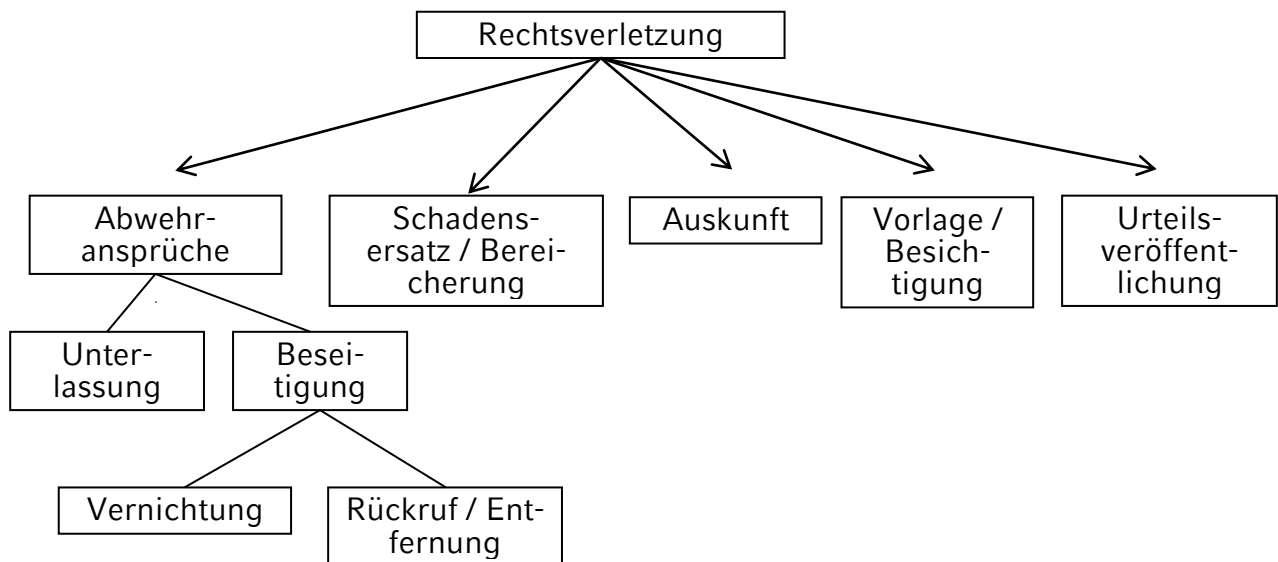 Rechtsverletzung
Abwehr-
ansprüche
Schadens-
ersatz / Berei-
cherung
Auskunft
Vorlage /
Besich-
tigung
Urteils-
veröffent-
lichung
Unter-
lassung
Besei-
tigung
Vernichtung
Rückruf / Ent-
fernung